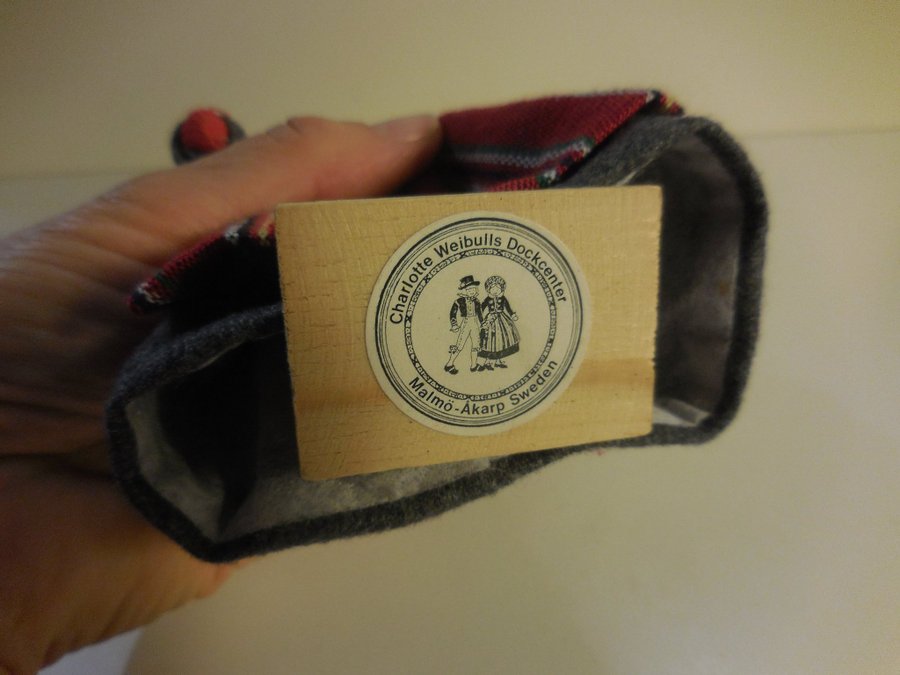 Charlotte Weibulls Dockcenter
Malmö-Åkarp Sweden